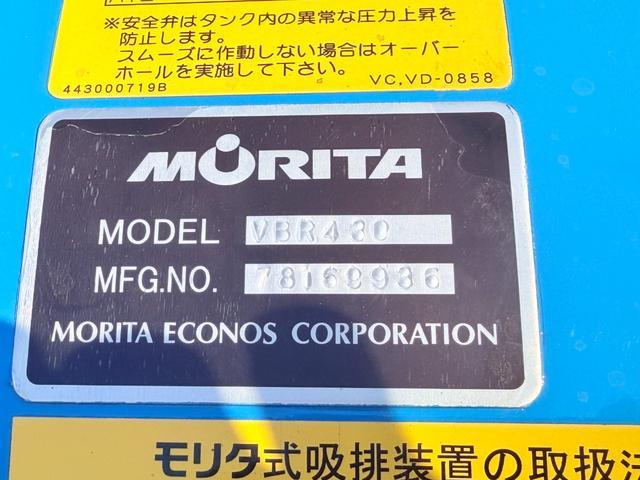 ※安全弁はタンク内の異常な圧力上昇を
防止します。
スムーズに作動しない場合はオーバー
ホールを実施して下さい。
443000719B VC,VD-0858
MORITA
MODEL VBR430
MFG.NO. 78169936
MORITA ECONOS CORPORATION
モリタ式吸排装置の取扱注